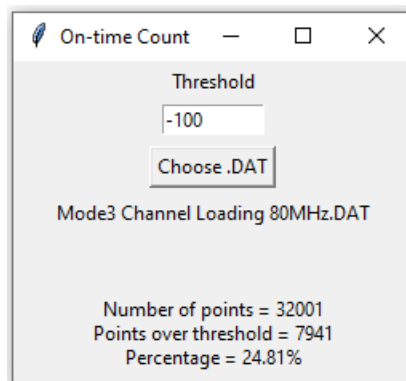 On-time Count
Threshold
-100
Choose .DAT
Mode3 Channel Loading 80MHz.DAT
Number of points = 32001
Points over threshold = 7941
Percentage = 24.81%